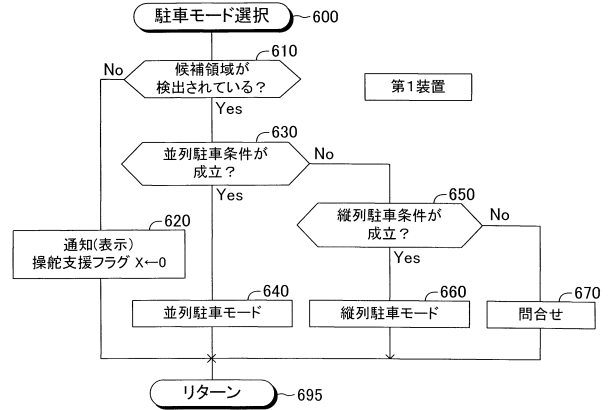 駐車モード選択
600
610
No
候補領域が
検出されている？
第１装置
Yes
630
並列駐車条件が
成立？
No
Yes
650
縦列駐車条件が
成立？
No
620
通知(表示)
操舵支援フラグ X←0
Yes
640
並列駐車モード
660
縦列駐車モード
670
問合せ
リターン
695